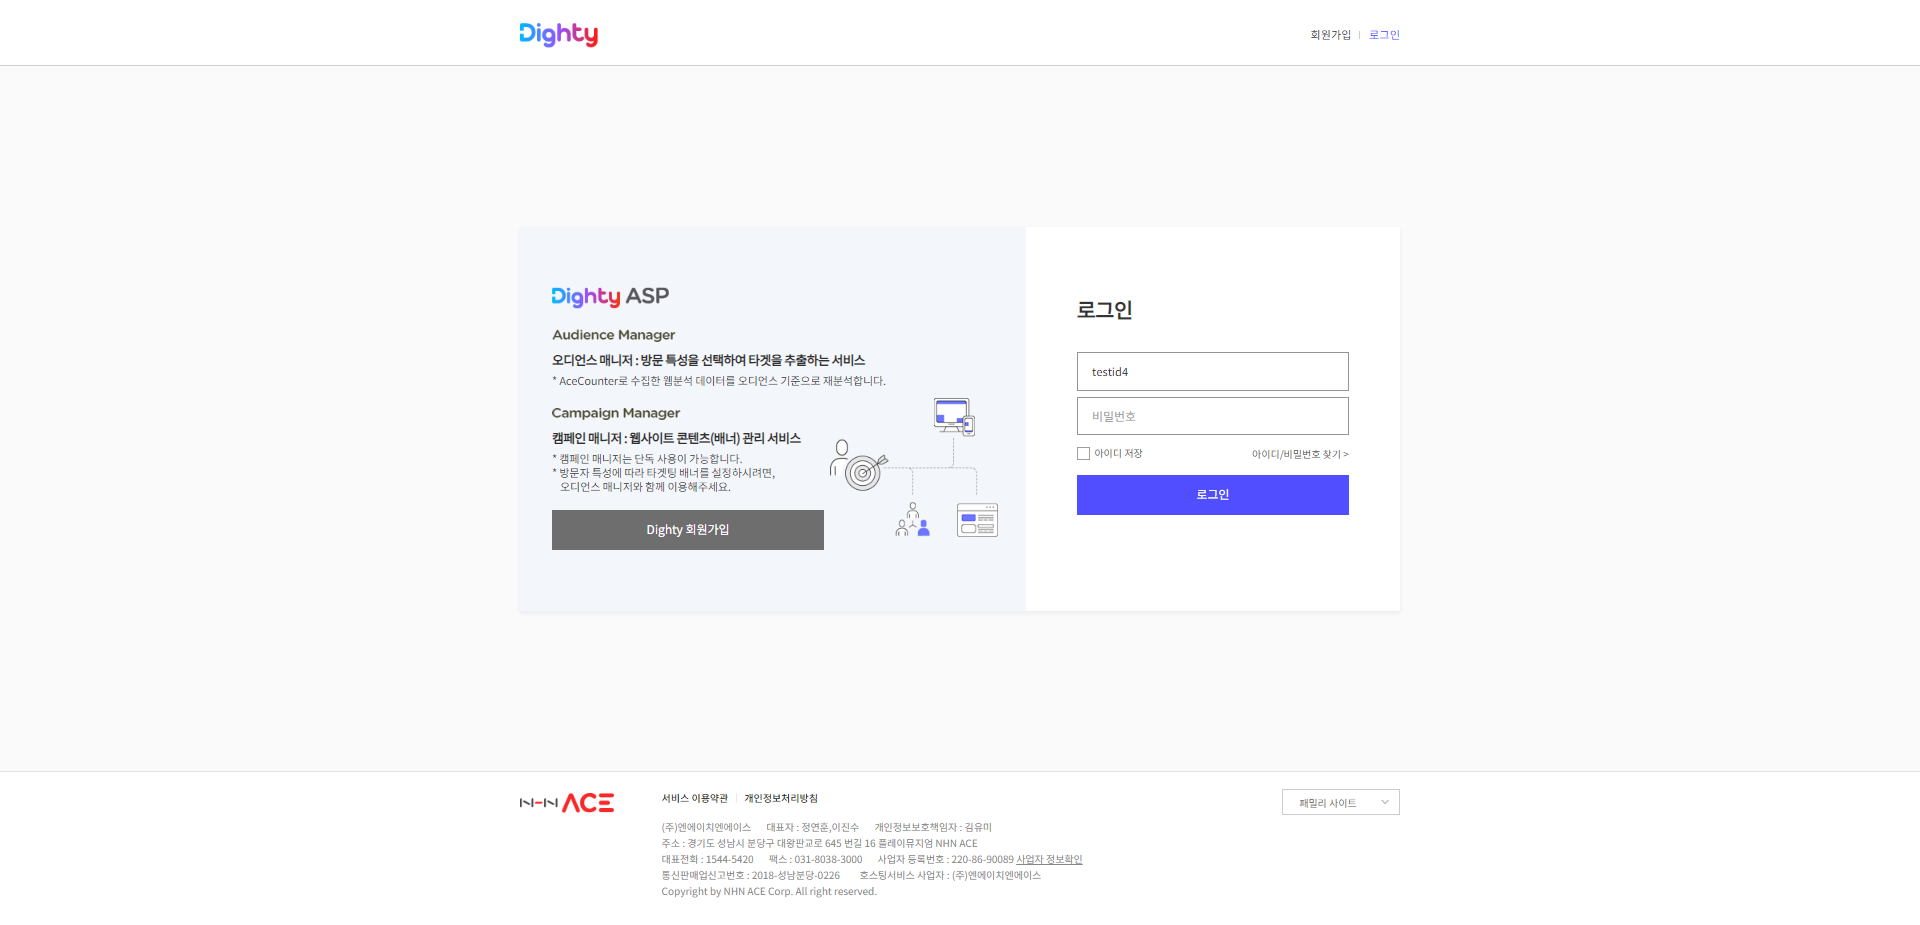 Dighty
회원가입 로그인
Dighty ASP
Audience Manager
오디언스 매니저 : 방문 특성을 선택하여 타겟을 추출하는 서비스
* AceCounter로 수집한 웹분석 데이터를 오디언스 기준으로 재분석합니다.
Campaign Manager
캠페인 매니저 : 웹사이트 콘텐츠(배너) 관리 서비스
* 캠페인 매니저는 단독 사용이 가능합니다.
* 방문자 특성에 따라 타겟팅 배너를 설정하시려면,
오디언스 매니저와 함께 이용해주세요.
Dighty 회원가입
로그인
testid4
비밀번호
아이디 저장 아이디/비밀번호 찾기 >
로그인
NHN ACE
서비스 이용약관 개인정보처리방침
패밀리 사이트
(주)엔에이치엔에이스 대표자 : 정연훈,이진수 개인정보보호책임자 : 김유미
주소 : 경기도 성남시 분당구 대왕판교로 645 번길 16 플레이뮤지엄 NHN ACE
대표전화 : 1544-5420 팩스 : 031-8038-3000 사업자 등록번호 : 220-86-90089 사업자 정보확인
통신판매업신고번호 : 2018-성남분당-0226 호스팅서비스 사업자 : (주)엔에이치엔에이스
Copyright by NHN ACE Corp. All right reserved.